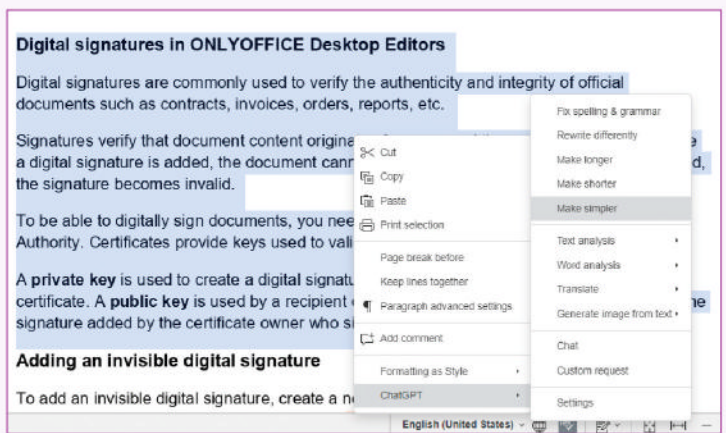 Digital signatures in ONLYOFFICE Desktop Editors
Digital signatures are commonly used to verify the authenticity and integrity of official
documents such as contracts, invoices, orders, reports, etc.
Signatures verify that document content
a digital signature is added, the document
the signature becomes invalid.
To be able to digitally sign documents, you
Authority. Certificates provide keys used to
A private key is used to create a digital
certificate. A public key is used by a recipient
signature added by the certificate owner who
Adding an invisible digital signature
To add an invisible digital signature, create a
Cut
Copy
Paste
Print selection
Page break before
Keep lines together
Paragraph advanced settings
Add comment
Formatting as Style
ChatGPT
Fix spelling & grammar
Rewrite differently
Make longer
Make shorter
Make simpler
Text analysis
Word analysis
Translate
Generate image from text
Chat
Custom request
Settings
English (United States)